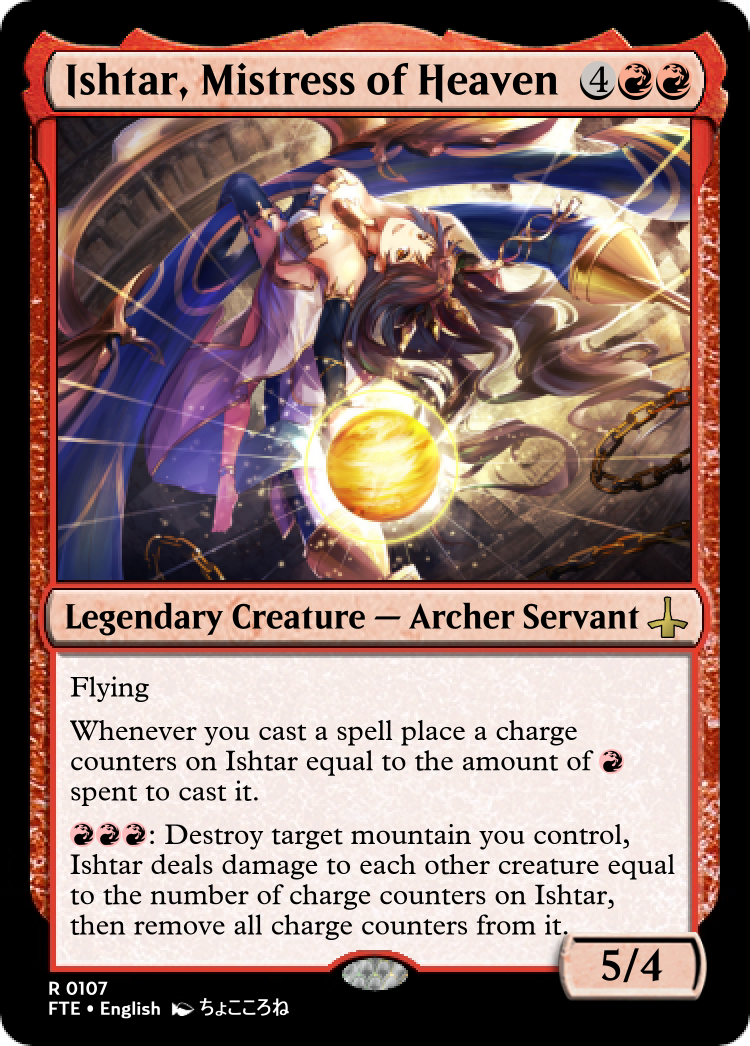 Ishtar, Mistress of Heaven 4
Legendary Creature — Archer Servant
Flying
Whenever you cast a spell place a charge
counters on Ishtar equal to the amount of
spent to cast it.
: Destroy target mountain you control,
Ishtar deals damage to each other creature equal
to the number of charge counters on Ishtar,
then remove all charge counters from it.
5/4
R 0107
FTE • English ちょこころね